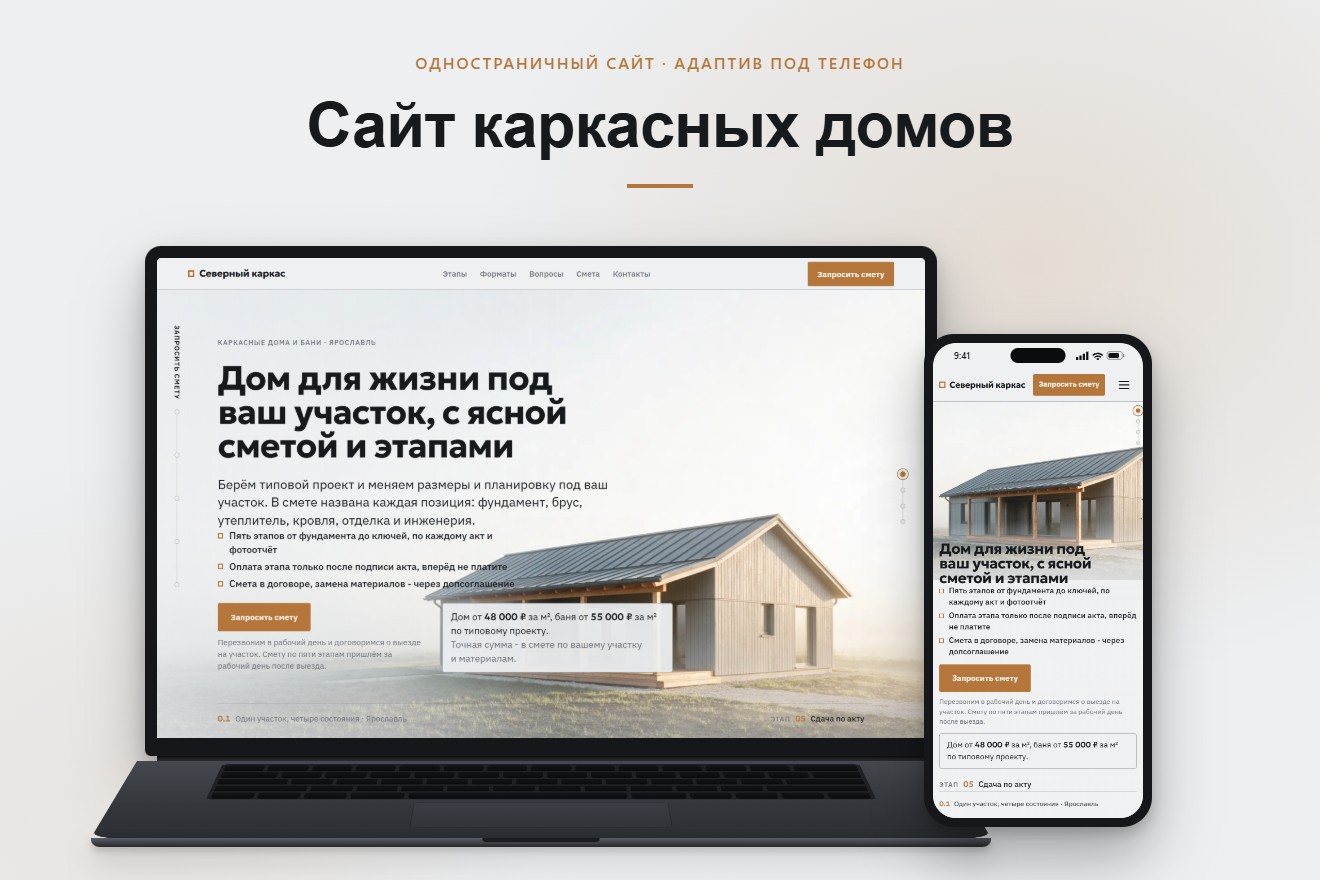 ОДНОСТРАНИЧНЫЙ САЙТ · АДАПТИВ ПОД ТЕЛЕФОН
Сайт каркасных домов
Северный каркас
Этапы Форматы Вопросы Смета Контакты
Запросить смету
ЗАПРОСИТЬ СМЕТУ
КАРКАСНЫЕ ДОМА И БАНИ · ЯРОСЛАВЛЬ
Дом для жизни под
ваш участок, с ясной
сметой и этапами
Берём типовой проект и меняем размеры и планировку под ваш
участок. В смете названа каждая позиция: фундамент, брус,
утеплитель, кровля, отделка и инженерия.
Пять этапов от фундамента до ключей, по каждому акт и
фотоотчёт
Оплата этапа только после подписи акта, вперёд не платите
Смета в договоре, замена материалов - через допсоглашение
Запросить смету
Перезвоним в рабочий день и договоримся о выезде
на участок. Смету по пяти этапам пришлём за
рабочий день после выезда.
Дом от 48 000 ₽ за м², баня от 55 000 ₽ за м²
по типовому проекту.
Точная сумма - в смете по вашему участку
и материалам.
0.1 Один участок, четыре состояния · Ярославль
ЭТАП 05 Сдача по акту
9:41
Северный каркас
Запросить смету
Дом для жизни под
ваш участок, с ясной
сметой и этапами
Пять этапов от фундамента до ключей, по
каждому акт и фотоотчёт
Оплата этапа только после подписи акта, вперёд
не платите
Смета в договоре, замена материалов - через
допсоглашение
Запросить смету
Перезвоним в рабочий день и договоримся о выезде на
участок. Смету по пяти этапам пришлём за рабочий день
после выезда.
Дом от 48 000 ₽ за м², баня от 55 000 ₽ за м²
по типовому проекту.
ЭТАП 05 Сдача по акту
0.1 Один участок, четыре состояния · Ярославль